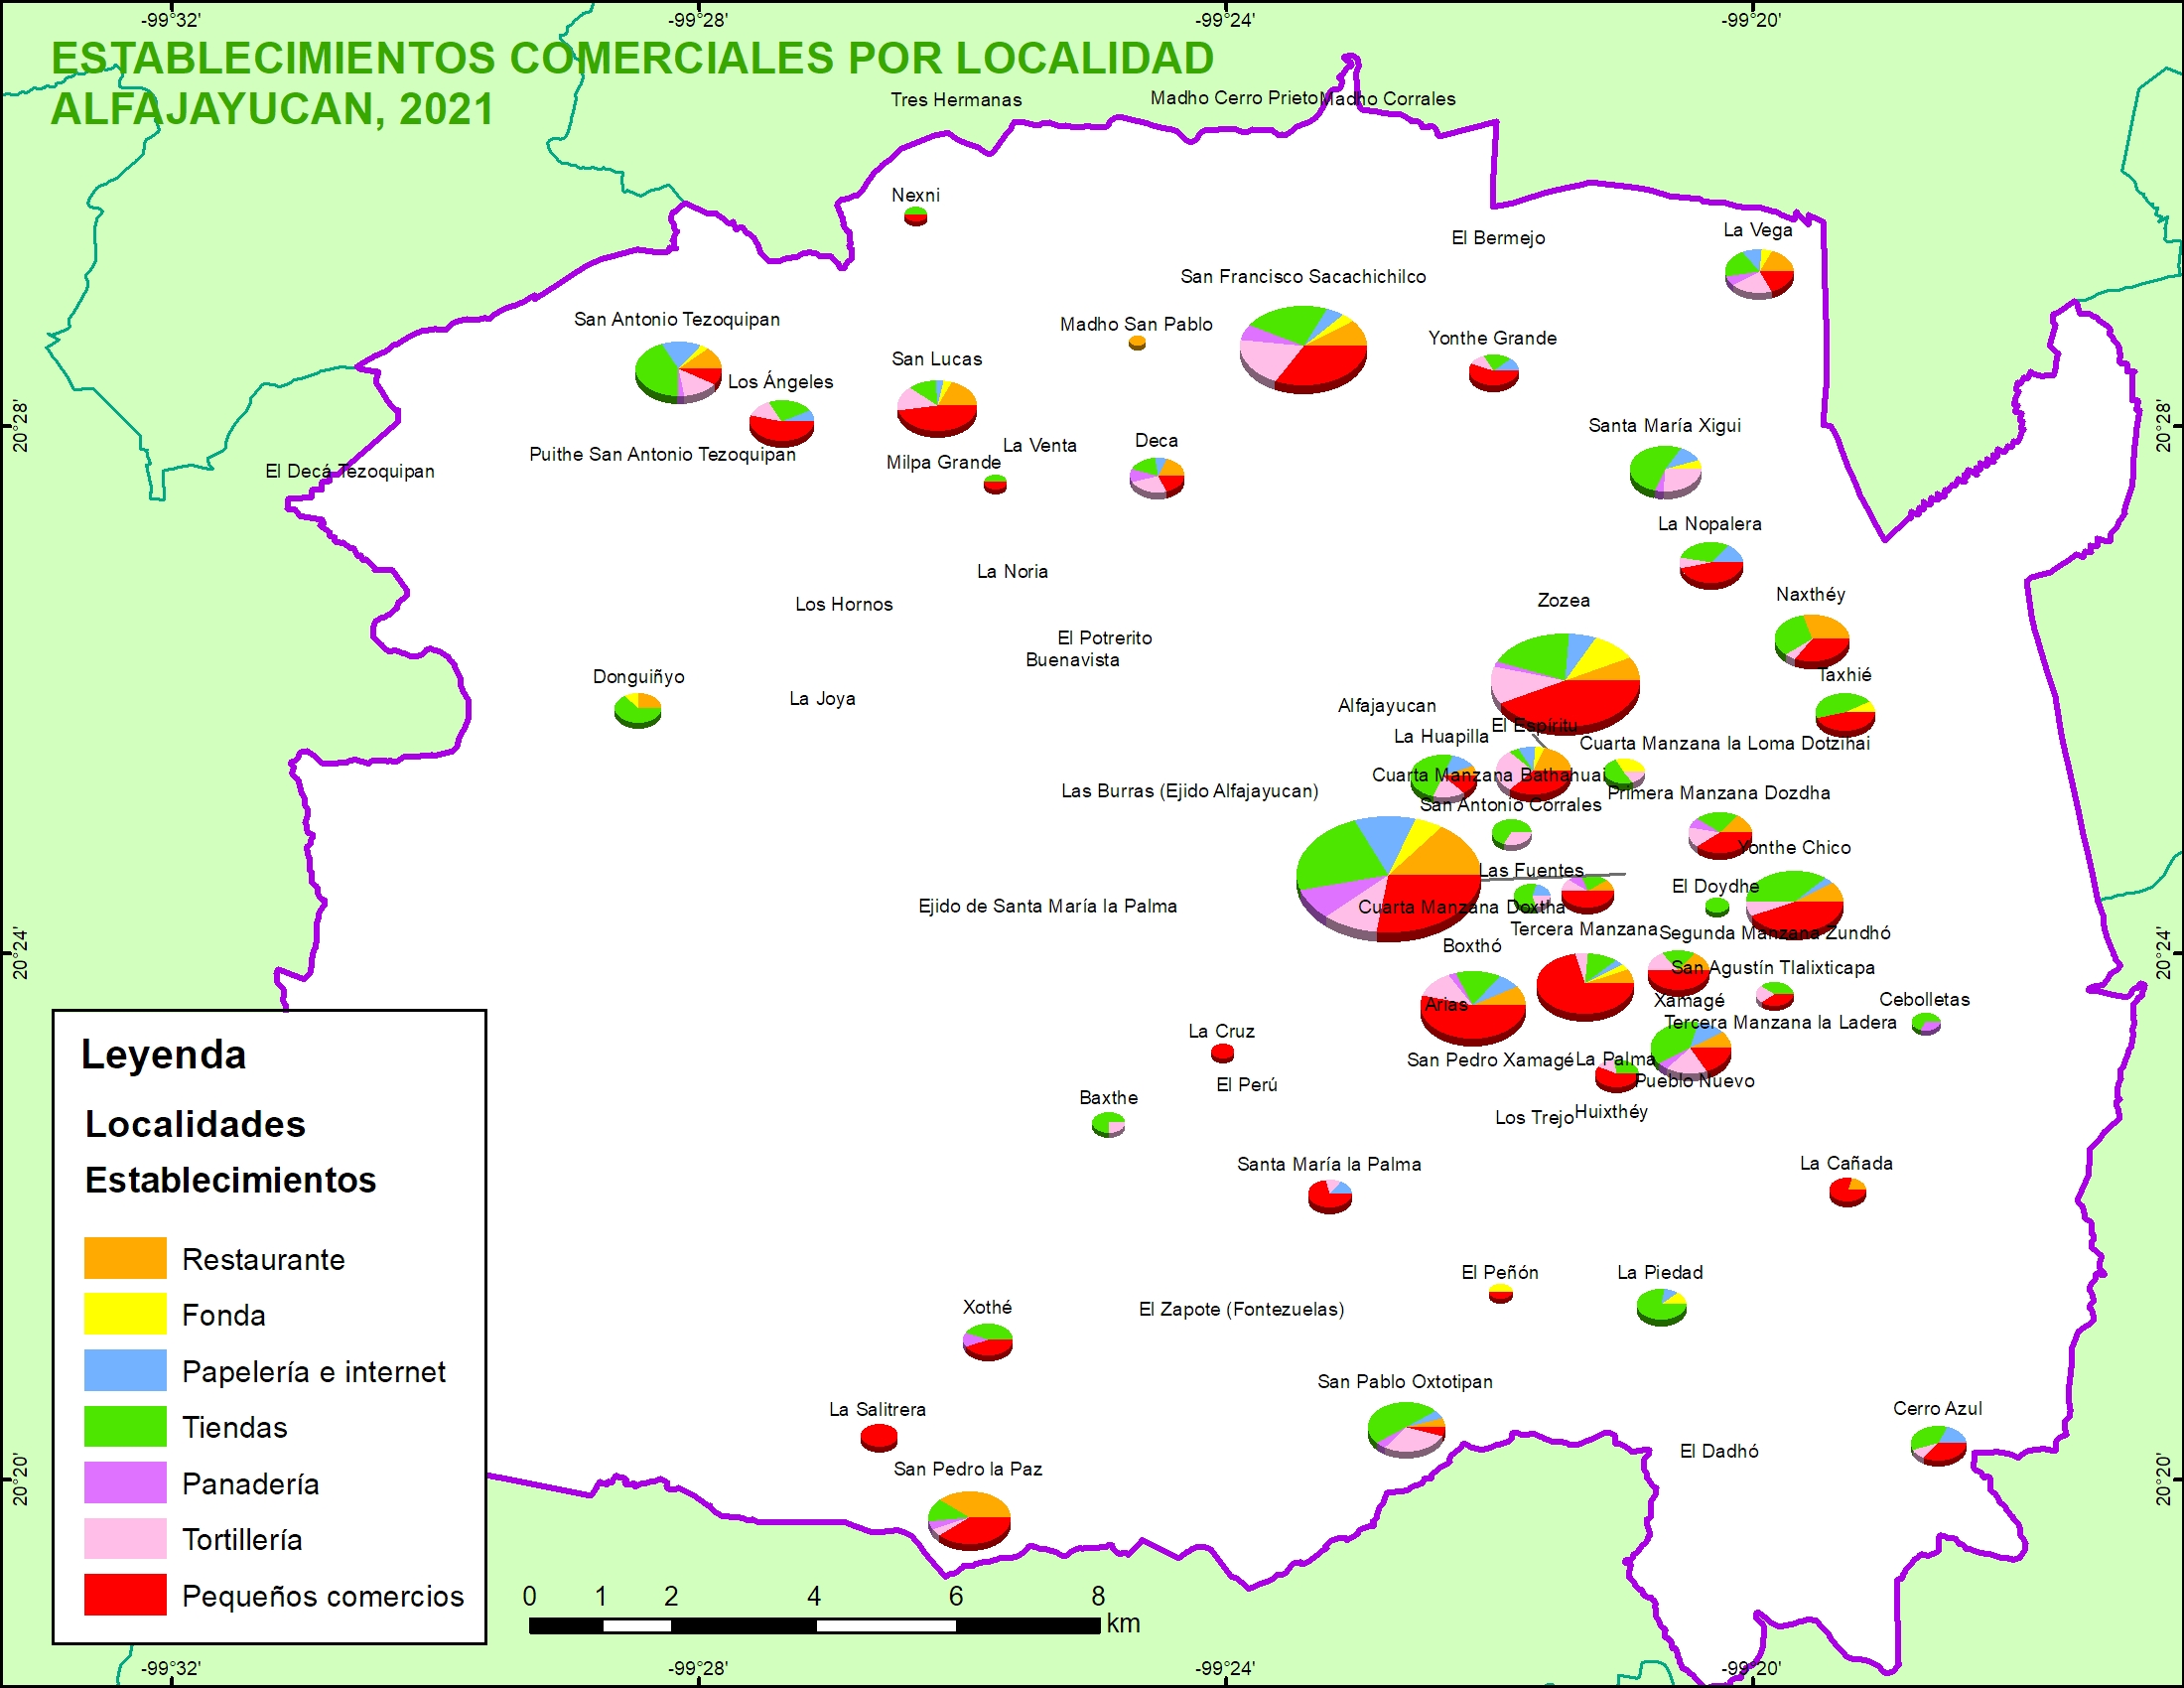 -99°32'
-99°28'
-99°24'
-99°20'
ESTABLECIMIENTOS COMERCIALES POR LOCALIDAD
ALFAJAYUCAN, 2021
Tres Hermanas
Madho Cerro Prieto
Madho Corrales
Nexni
La Vega
El Bermejo
San Francisco Sacachichilco
San Antonio Tezoquipan
Madho San Pablo
Yonthe Grande
San Lucas
Los Ángeles
20°28'
20°28'
Santa María Xigui
Deca
La Venta
Puithe San Antonio Tezoquipan
Milpa Grande
El Decá Tezoquipan
La Nopalera
La Noria
Naxthéy
Zozea
Los Hornos
El Potrerito
Buenavista
Donguiñyo
Taxhié
La Joya
Alfajayucan
El Espíritu
La Huapilla
Cuarta Manzana la Loma Dotzihai
Cuarta Manzana Bathahuai
Las Burras (Ejido Alfajayucan)
Primera Manzana Dozdha
San Antonio Corrales
Yonthe Chico
Las Fuentes
El Doydhe
Ejido de Santa María la Palma
Cuarta Manzana Doxtha
Tercera Manzana
Segunda Manzana Zundhó
Boxthó
20°24'
20°24'
San Agustín Tlalixticapa
Arias
Xamagé
Cebolletas
Tercera Manzana la Ladera
La Cruz
San Pedro Xamagé
La Palma
Pueblo Nuevo
El Perú
Baxthe
Los Trejo
Huixthéy
Santa María la Palma
La Cañada
El Peñón
La Piedad
Xothé
El Zapote (Fontezuelas)
San Pablo Oxtotipan
La Salitrera
Cerro Azul
El Dadhó
San Pedro la Paz
20°20'
20°20'
Leyenda
Localidades
Establecimientos
Restaurante
Fonda
Papelería e internet
Tiendas
Panadería
Tortillería
Pequeños comercios
0 1 2 4 6 8
km
-99°32'
-99°28'
-99°24'
-99°20'